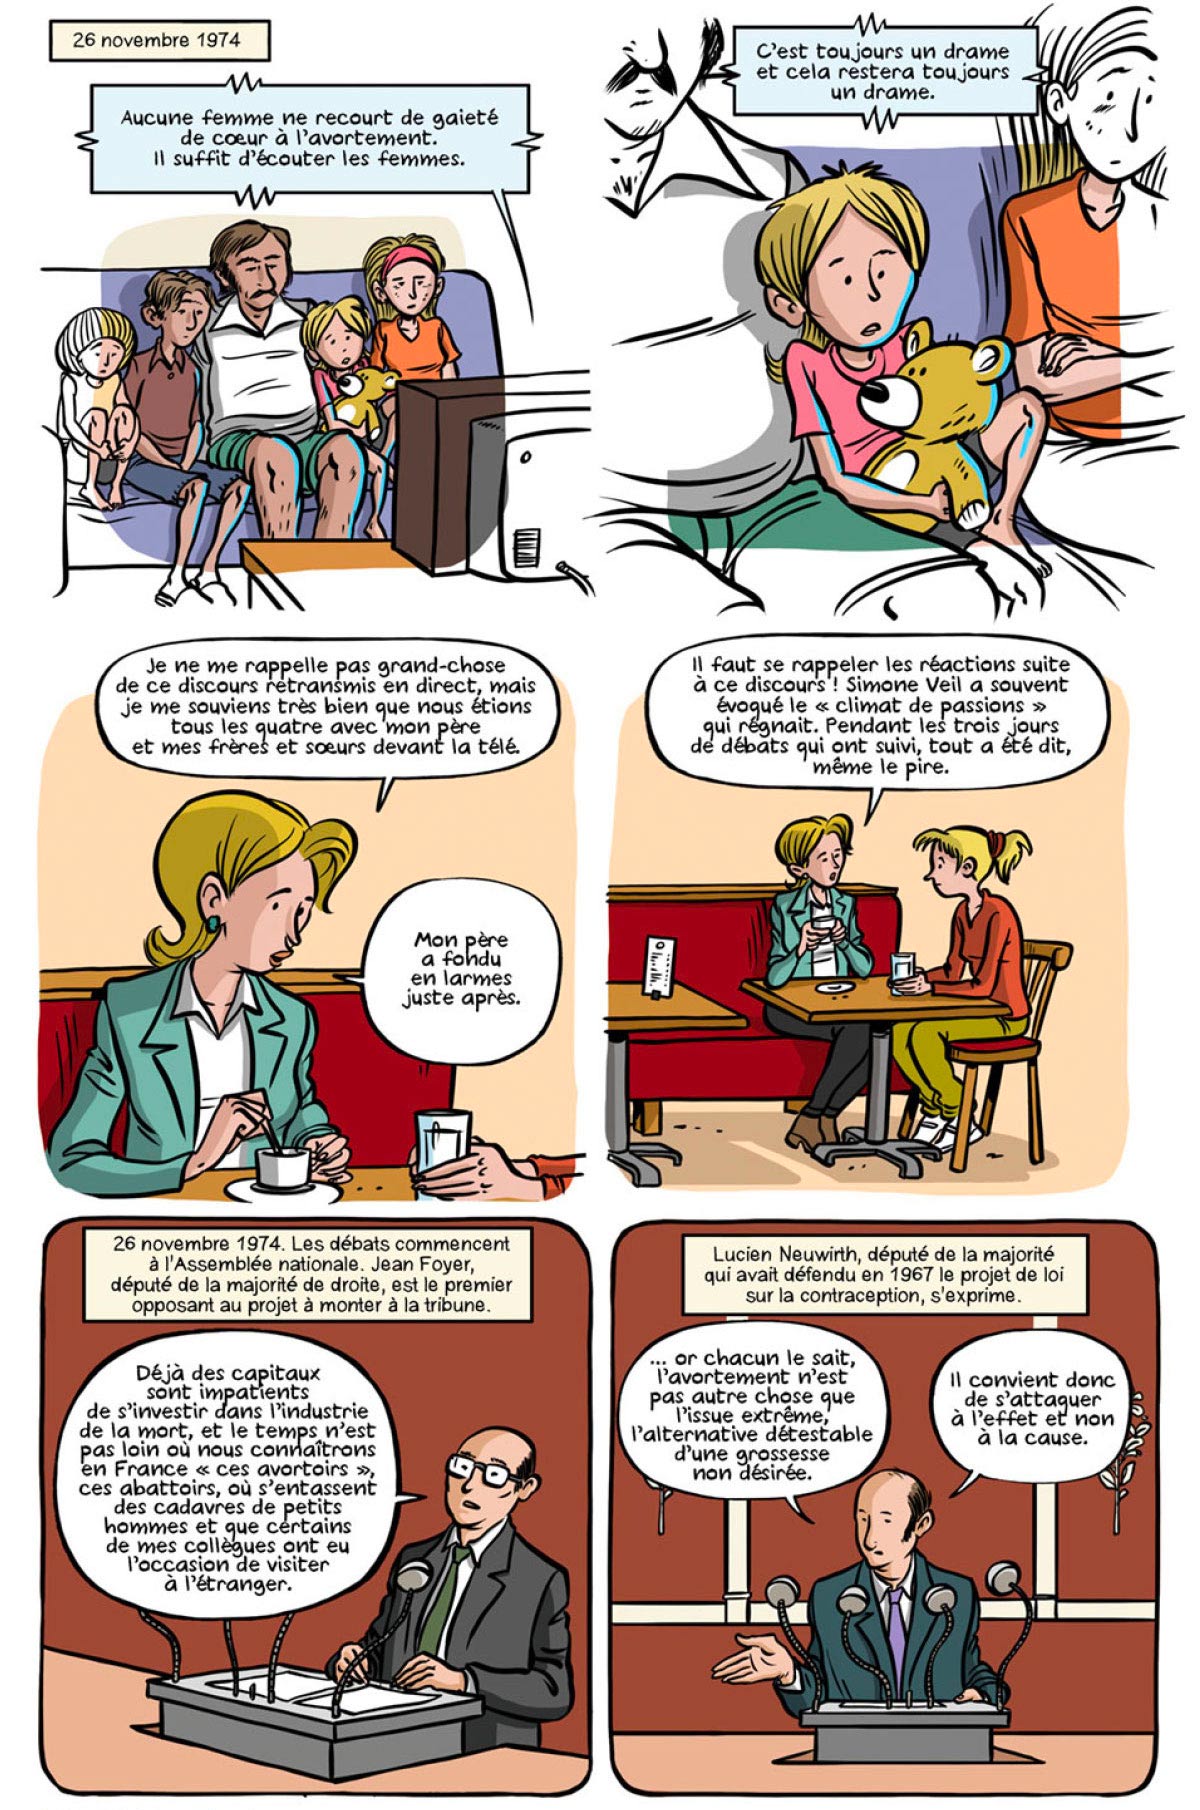 26 novembre 1974
Aucune femme ne recourt de gaieté
de cœur à l'avortement.
Il suffit d'écouter les femmes.
C'est toujours un drame
et cela restera toujours
un drame.
Je ne me rappelle pas grand-chose
de ce discours retransmis en direct, mais
je me souviens très bien que nous étions
tous les quatre avec mon père
et mes frères et sœurs devant la télé.
Mon père
a fondu
en larmes
juste après.
Il faut se rappeler les réactions suite
à ce discours ! Simone Veil a souvent
évoqué le « climat de passions »
qui régnait. Pendant les trois jours
de débats qui ont suivi, tout a été dit,
même le pire.
26 novembre 1974. Les débats commencent
à l'Assemblée nationale. Jean Foyer,
député de la majorité de droite, est le premier
opposant au projet à monter à la tribune.
Déjà des capitaux
sont impatients
de s'investir dans l'industrie
de la mort, et le temps n'est
pas loin où nous connaîtrons
en France « ces avortoirs »,
ces abattoirs, où s'entassent
des cadavres de petits
hommes et que certains
de mes collègues ont eu
l'occasion de visiter
à l'étranger.
Lucien Neuwirth, député de la majorité
qui avait défendu en 1967 le projet de loi
sur la contraception, s'exprime.
... or chacun le sait,
l'avortement n'est
pas autre chose que
l'issue extrême,
l'alternative détestable
d'une grossesse
non désirée.
Il convient donc
de s'attaquer
à l'effet et non
à la cause.